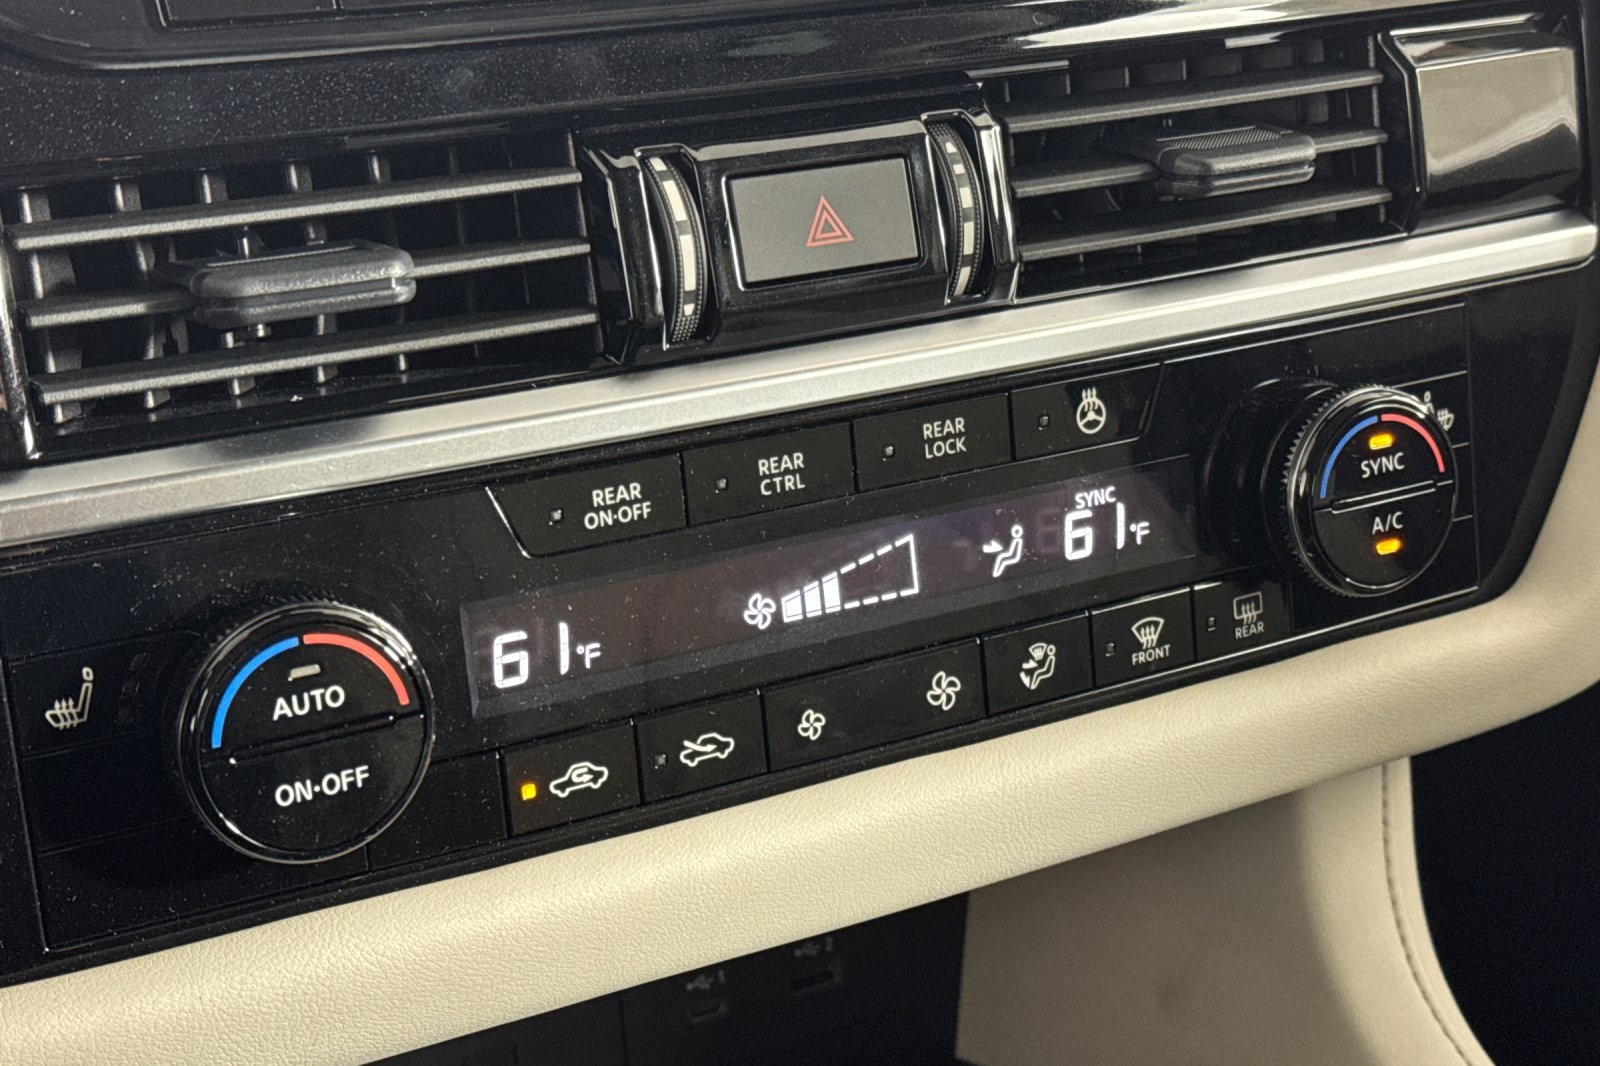 REAR
ON·OFF
REAR
CTRL
REAR
LOCK
SYNC
61°F
61°F
SYNC
A/C
AUTO
ON·OFF
FRONT
REAR